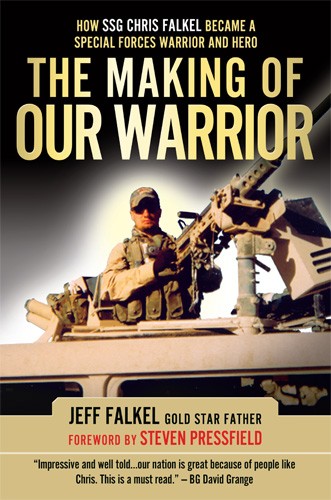 HOW SSG CHRIS FALKEL BECAME A
SPECIAL FORCES WARRIOR AND HERO
THE MAKING OF
OUR WARRIOR
JEFF FALKEL GOLD STAR FATHER
FOREWORD BY STEVEN PRESSFIELD
“Impressive and well told...our nation is great because of people like
Chris. This is a must read.” – BG David Grange